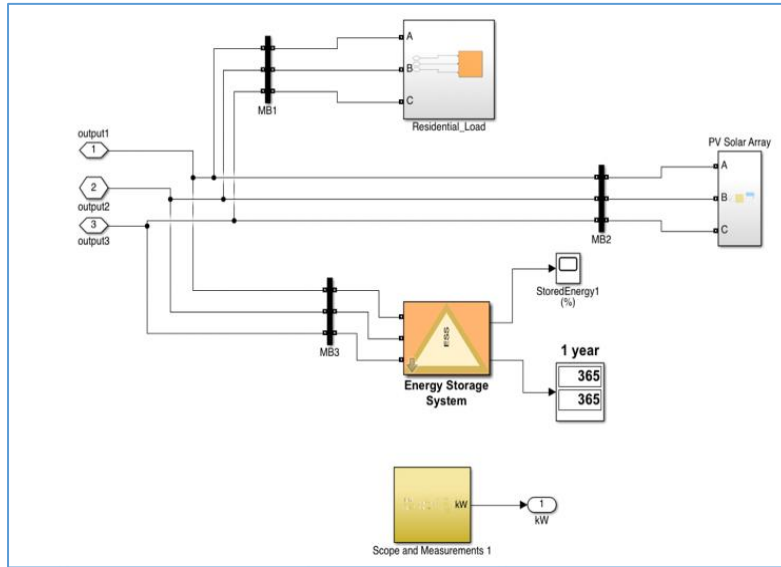 A
B
C
MB1
Residential_Load
output1
1
2
output2
3
output3
PV Solar Array
A
B
C
MB2
MB3
ESS
Energy Storage
System
StoredEnergy1
(%)
1 year
365
365
kW
Scope and Measurements 1
1
kW